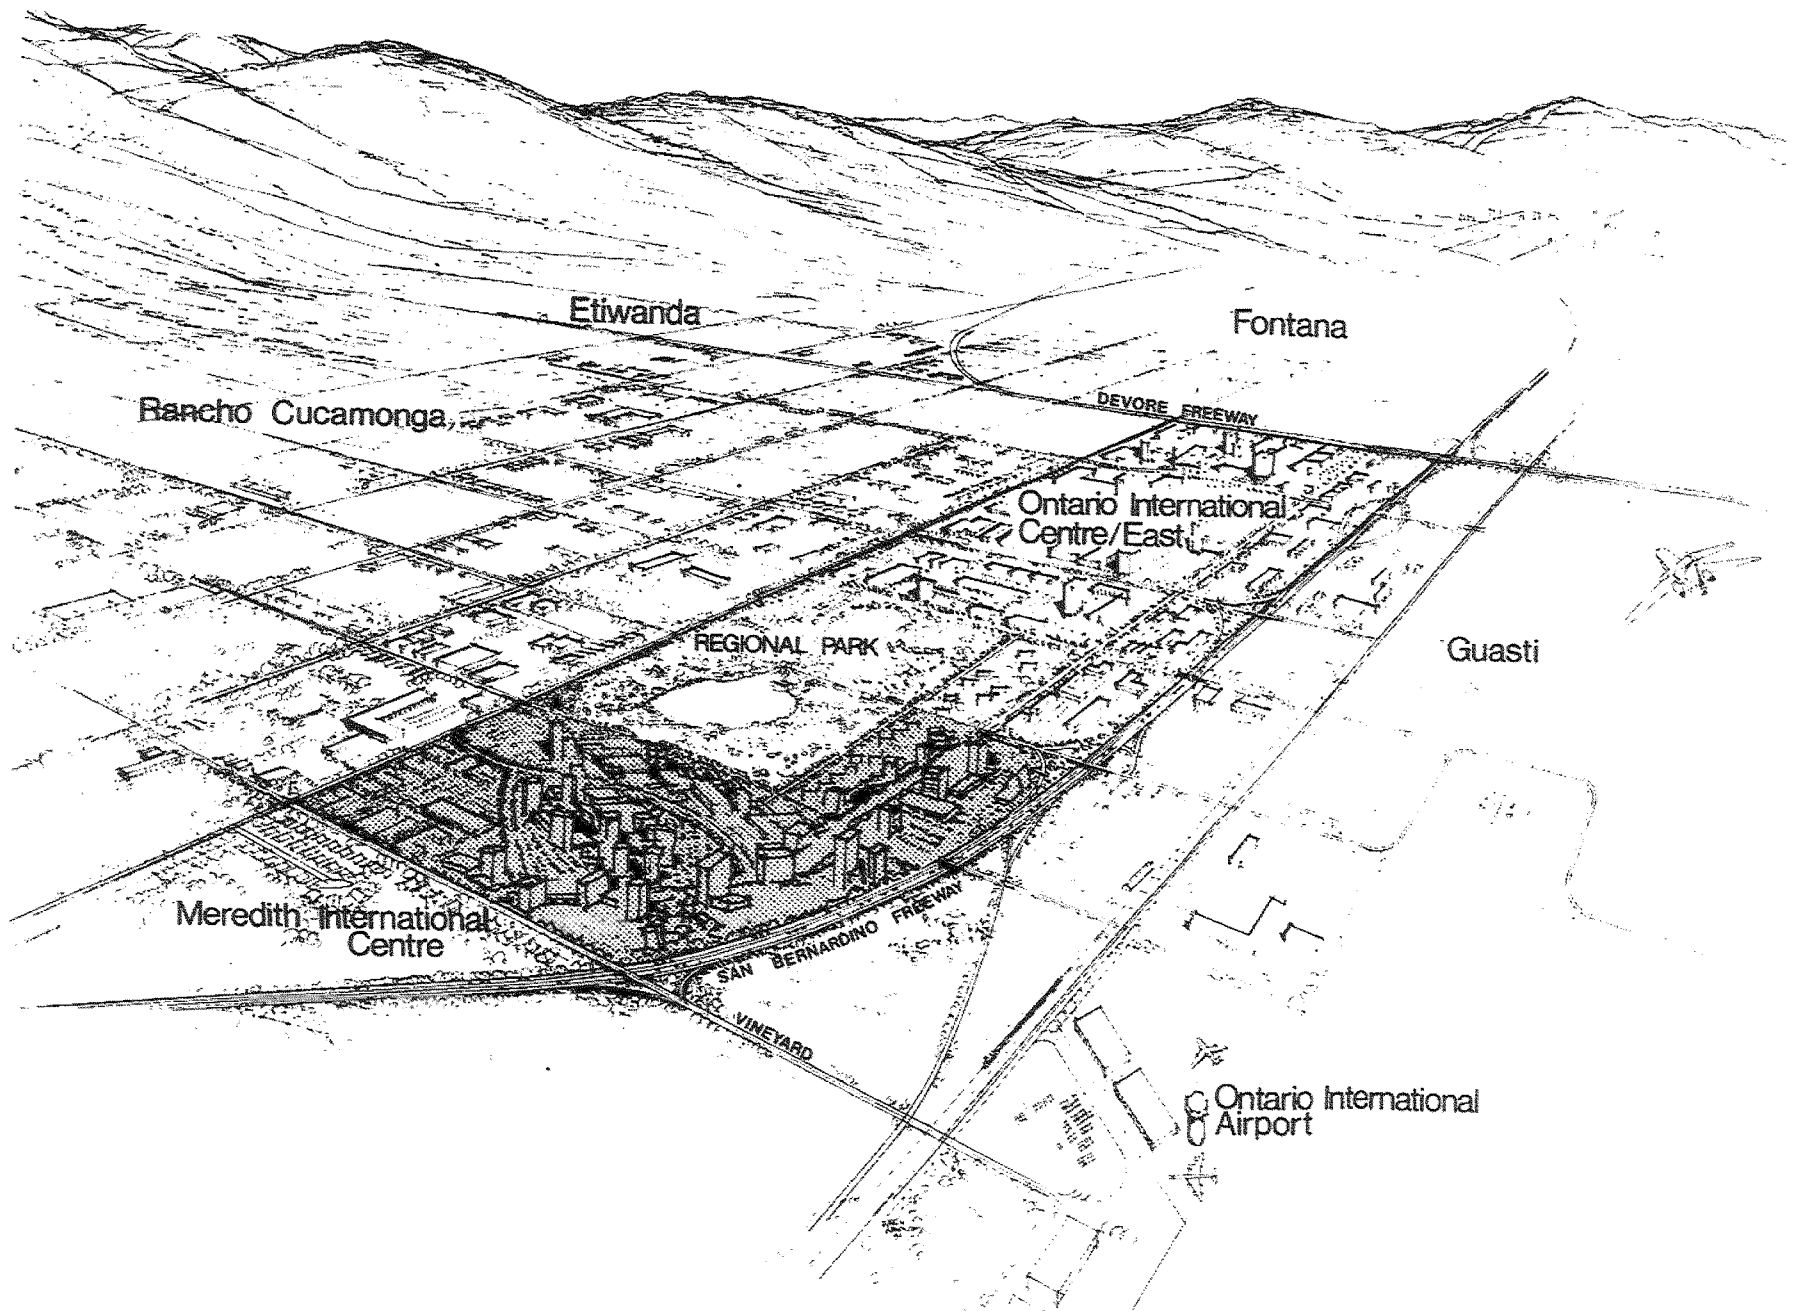 Etiwanda
Fontana
Rancho Cucamonga
DEVORE FREEWAY
Ontario International
Centre/East
REGIONAL PARK
Guasti
Meredith International
Centre
SAN BERNARDINO FREEWAY
VINEYARD
Ontario International
Airport